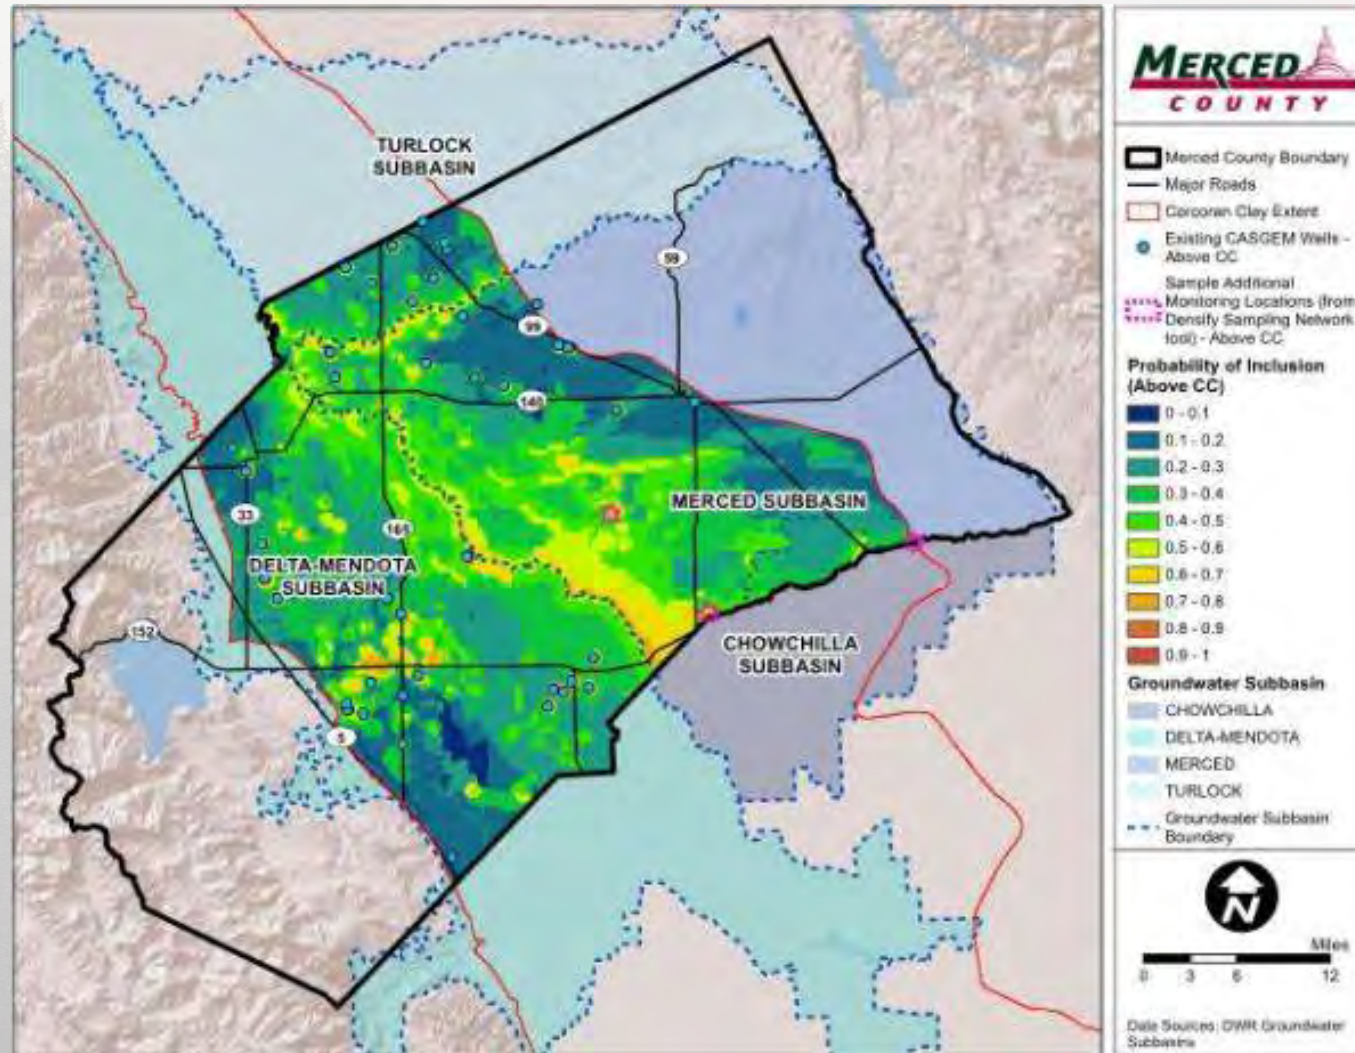 TURLOCK
SUBBASIN
59
99
140
MERCED SUBBASIN
33
165
DELTA-MENDOTA
SUBBASIN
152
CHOWCHILLA
SUBBASIN
5
MERCED
COUNTY
Merced County Boundary
Major Roads
Corcoran Clay Extent
Existing CASGEM Wells -
Above CC
Sample Additional
Monitoring Locations (from
Densify Sampling Network
tool) - Above CC
Probability of Inclusion
(Above CC)
0 - 0.1
0.1 - 0.2
0.2 - 0.3
0.3 - 0.4
0.4 - 0.5
0.5 - 0.6
0.6 - 0.7
0.7 - 0.8
0.8 - 0.9
0.9 - 1
Groundwater Subbasin
CHOWCHILLA
DELTA-MENDOTA
MERCED
TURLOCK
Groundwater Subbasin
Boundary
N
Miles
0 3 6 12
Data Sources: DWR Groundwater
Subbasins